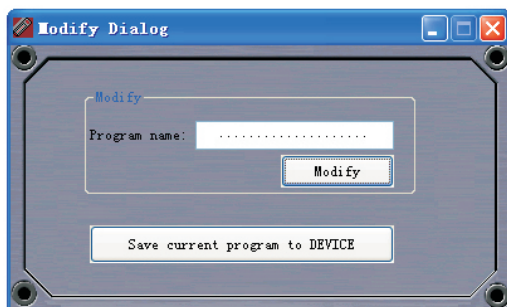 Modify Dialog
Modify
Program name: ....................
Modify
Save current program to DEVICE